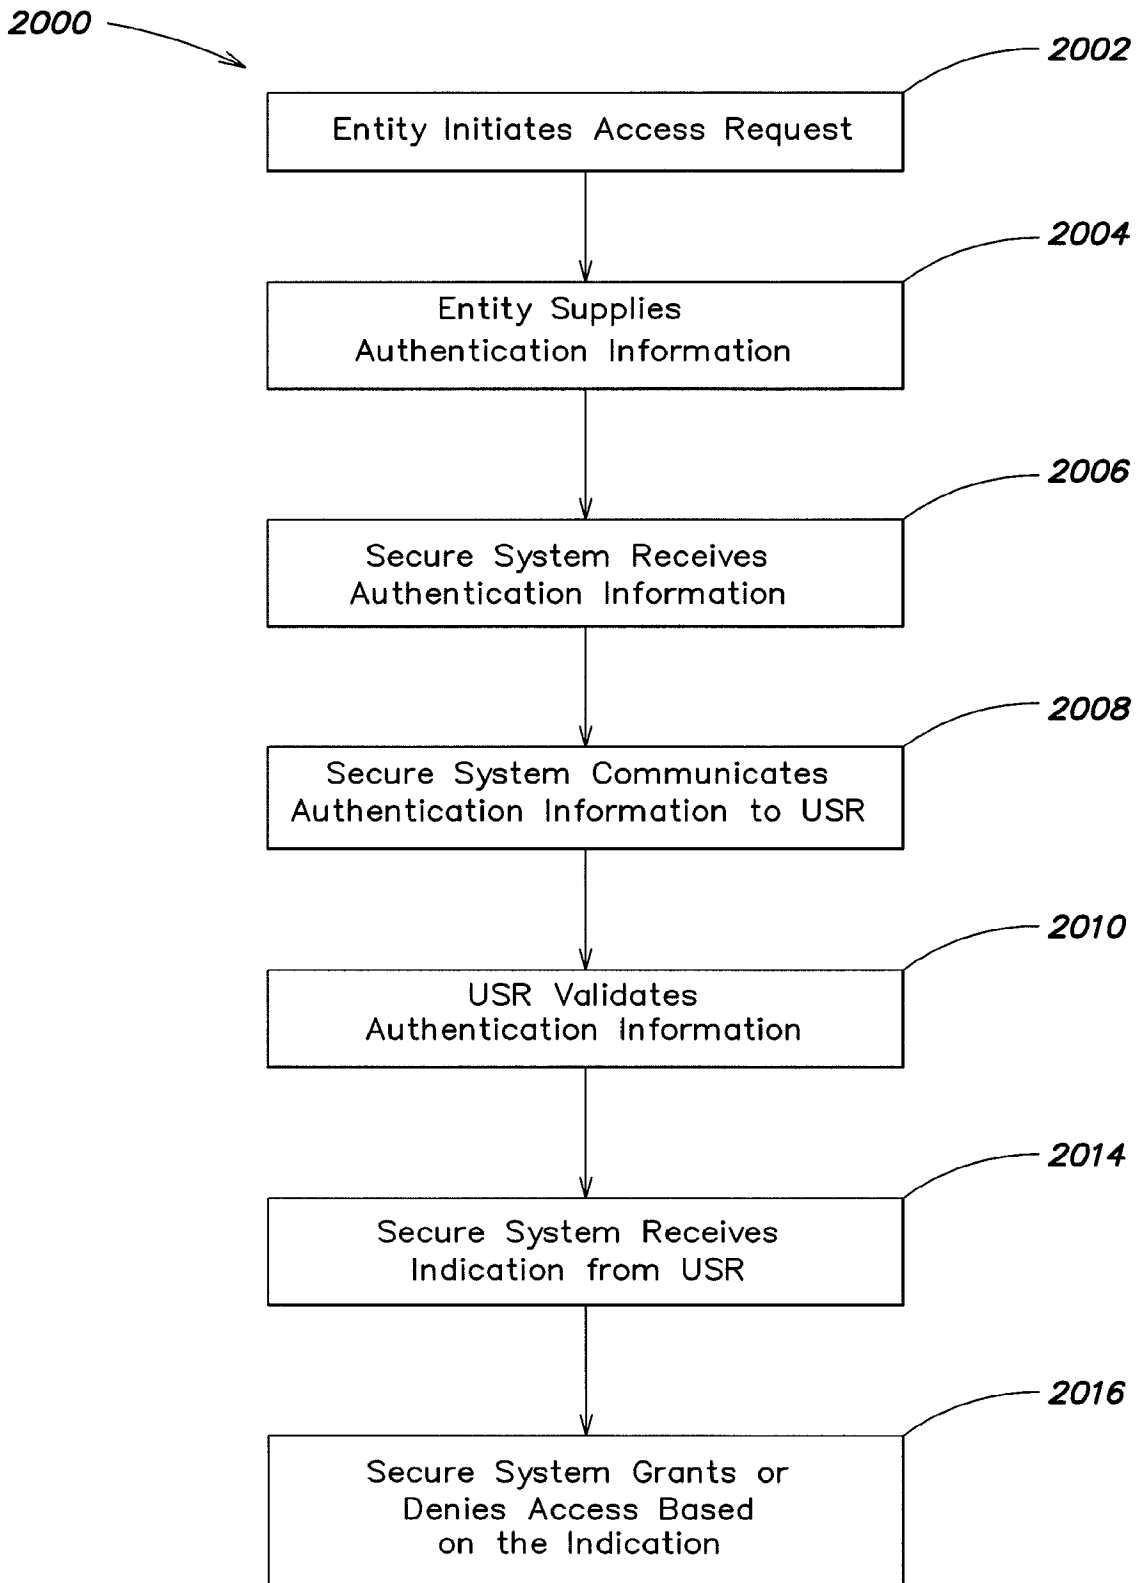 2000
2002
Entity Initiates Access Request
2004
Entity Supplies
Authentication Information
2006
Secure System Receives
Authentication Information
2008
Secure System Communicates
Authentication Information to USR
2010
USR Validates
Authentication Information
2014
Secure System Receives
Indication from USR
2016
Secure System Grants or
Denies Access Based
on the Indication